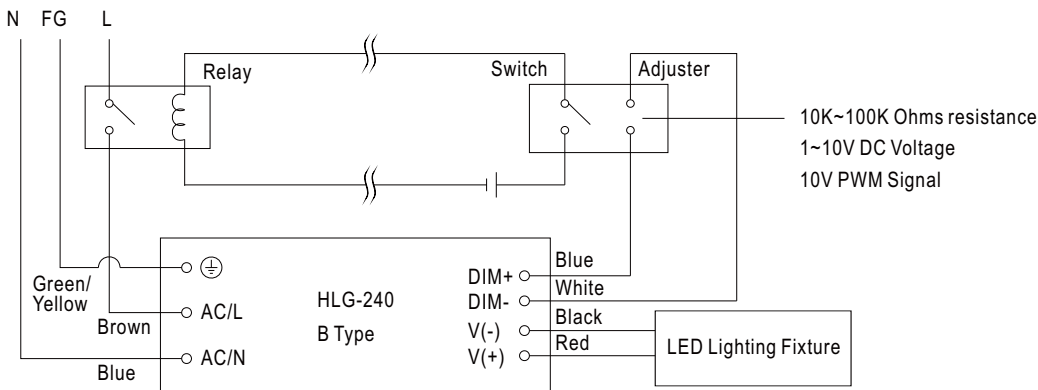 N FG L
Relay
Switch
Adjuster
10K~100K Ohms resistance
1~10V DC Voltage
10V PWM Signal
Green/
Yellow
Brown
Blue
AC/L
AC/N
HLG-240
B Type
DIM+
DIM-
V(-)
V(+)
Blue
White
Black
Red
LED Lighting Fixture